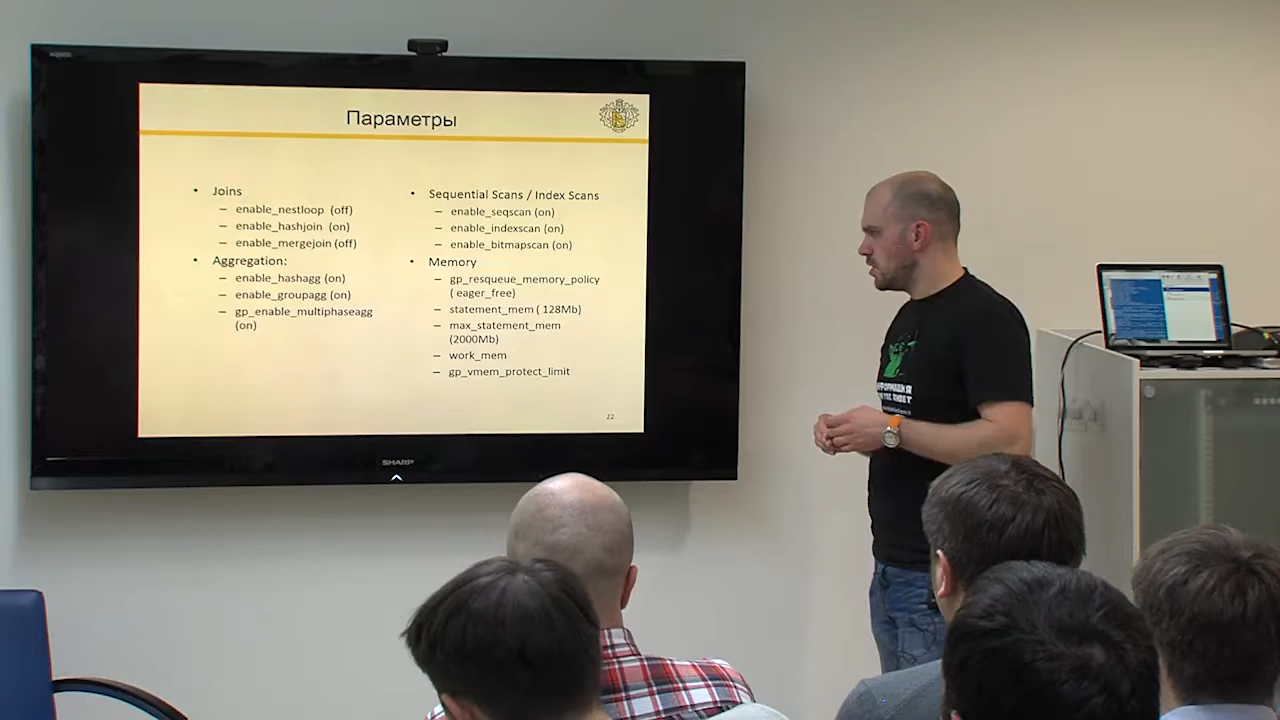 Параметры
• Joins
– enable_nestloop (off)
– enable_hashjoin (on)
– enable_mergejoin (off)
• Aggregation:
– enable_hashagg (on)
– enable_groupagg (on)
– gp_enable_multiphaseagg
(on)
• Sequential Scans / Index Scans
– enable_seqscan (on)
– enable_indexscan (on)
– enable_bitmapscan (on)
• Memory
– gp_resqueue_memory_policy
( eager_free)
– statement_mem ( 128Mb)
– max_statement_mem
(2000Mb)
– work_mem
– gp_vmem_protect_limit
22
SHARP